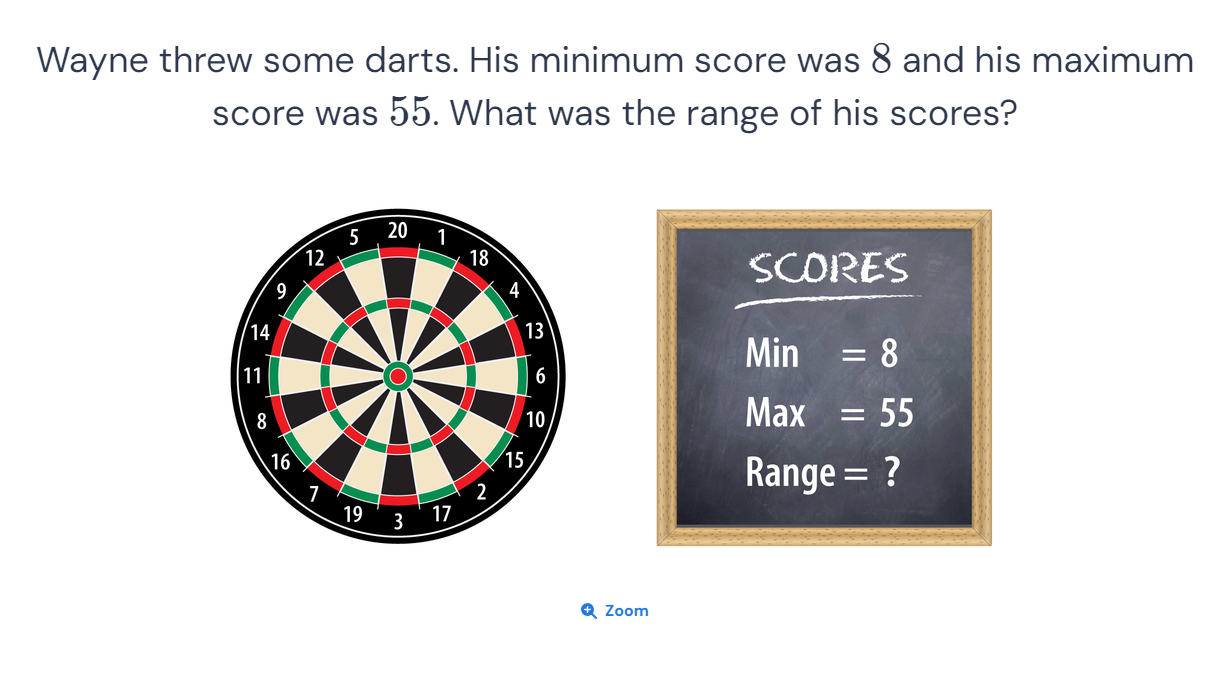 Wayne threw some darts. His minimum score was 8 and his maximum
score was 55. What was the range of his scores?
20
1
18
4
13
6
10
15
2
17
3
19
7
16
8
11
14
9
12
5
SCORES
Min = 8
Max = 55
Range = ?
Zoom